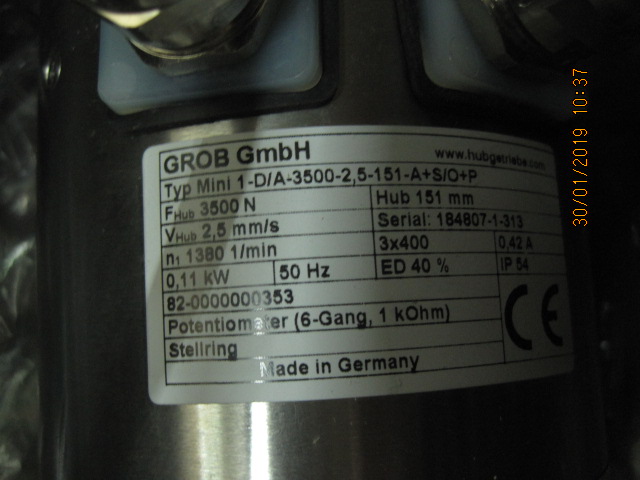 GROB GmbH www.hubgetriebe.com
Typ Mini 1-D/A-3500-2,5-151-A+S/O+P
FHub 3500 N Hub 151 mm
VHub 2,5 mm/s Serial: 184807-1-313
n1 1380 1/min 3x400 0,42 A
0,11 kW 50 Hz ED 40 % IP 54
82-0000000353
Potentiometer (6-Gang, 1 kOhm)
Stellring
CE
Made in Germany
30/01/2019 10:37